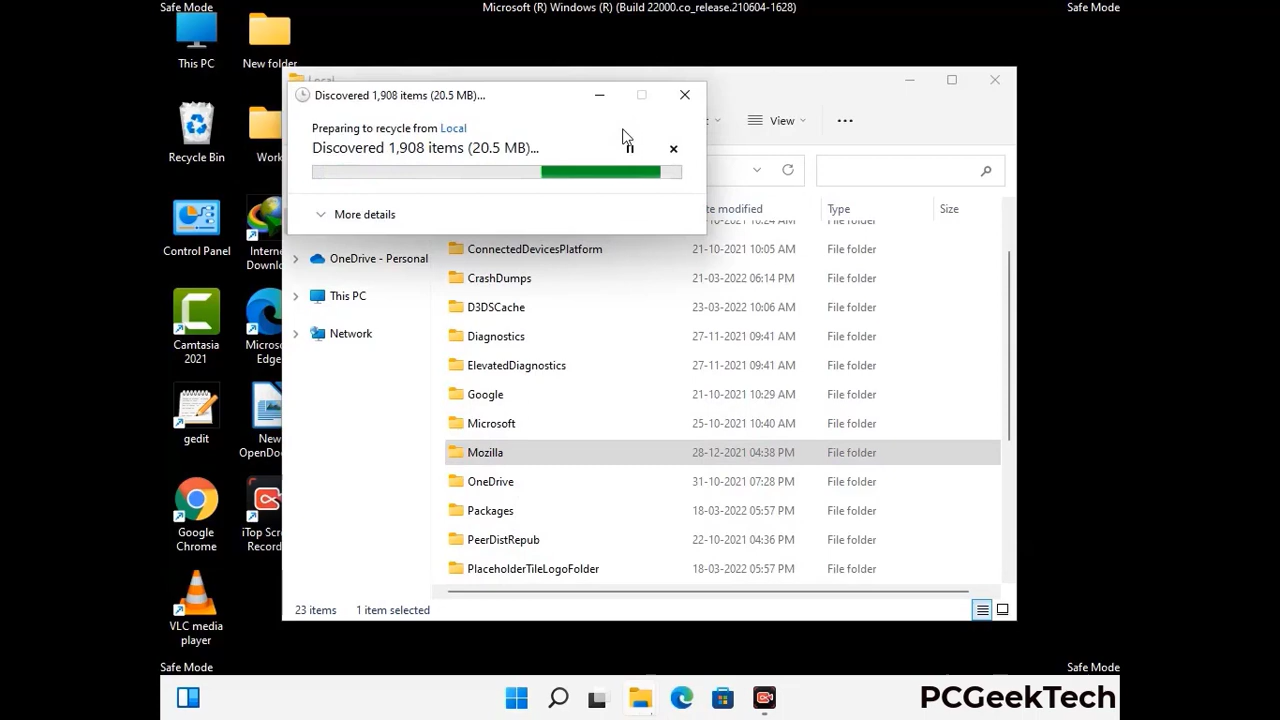 Safe Mode
Microsoft (R) Windows (R) (Build 22000.co_release.210604-1628)
Safe Mode
This PC
New folder
Recycle Bin
Work
Control Panel
Intern
Downlo
Camtasia
2021
Micros
Edge
gedit
New
OpenDo
Google
Chrome
iTop Scr
Record
VLC media
player
Local
Discovered 1,908 items (20.5 MB)...
Preparing to recycle from Local
Discovered 1,908 items (20.5 MB)...
More details
View
te modified
Type
Size
OneDrive - Personal
This PC
Network
File folder
ConnectedDevicesPlatform 21-10-2021 10:05 AM File folder
CrashDumps 21-03-2022 06:14 PM File folder
D3DSCache 23-03-2022 10:06 AM File folder
Diagnostics 27-11-2021 09:41 AM File folder
ElevatedDiagnostics 27-11-2021 09:41 AM File folder
Google 21-10-2021 10:29 AM File folder
Microsoft 25-10-2021 10:40 AM File folder
Mozilla 28-12-2021 04:38 PM File folder
OneDrive 31-10-2021 07:28 PM File folder
Packages 18-03-2022 05:57 PM File folder
PeerDistRepub 22-10-2021 04:36 PM File folder
PlaceholderTileLogoFolder 18-03-2022 05:57 PM File folder
23 items
1 item selected
Safe Mode
Safe Mode
PCGeekTech